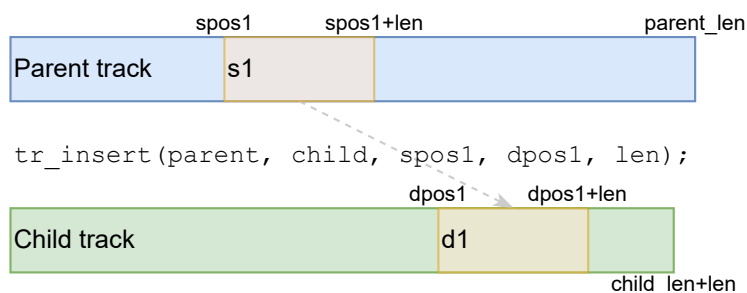 spos1 spos1+len parent_len
Parent track s1
tr_insert(parent, child, spos1, dpos1, len);
dpos1 dpos1+len
Child track d1
child_len+len